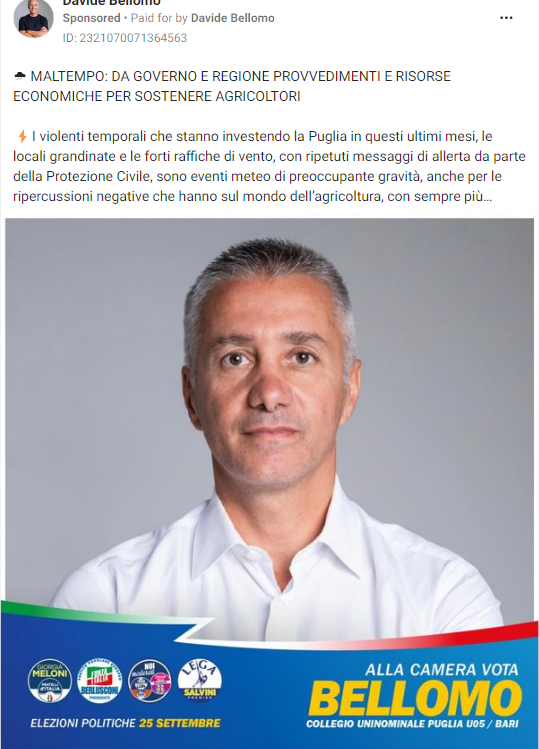 Davide Bellomo
Sponsored • Paid for by Davide Bellomo
ID: 2321070071364563
MALTEMPO: DA GOVERNO E REGIONE PROVVEDIMENTI E RISORSE
ECONOMICHE PER SOSTENERE AGRICOLTORI
I violenti temporali che stanno investendo la Puglia in questi ultimi mesi, le
locali grandinate e le forti raffiche di vento, con ripetuti messaggi di allerta da parte
della Protezione Civile, sono eventi meteo di preoccupante gravità, anche per le
ripercussioni negative che hanno sul mondo dell'agricoltura, con sempre più...
GIORGIA
MELONI
FRATELLI
d'ITALIA
FORZA
ITALIA
BERLUSCONI
PRESIDENTE
NOI
moderati
LEGA
SALVINI
PREMIER
ELEZIONI POLITICHE 25 SETTEMBRE
ALLA CAMERA VOTA
BELLOMO
COLLEGIO UNINOMINALE PUGLIA U05 / BARI